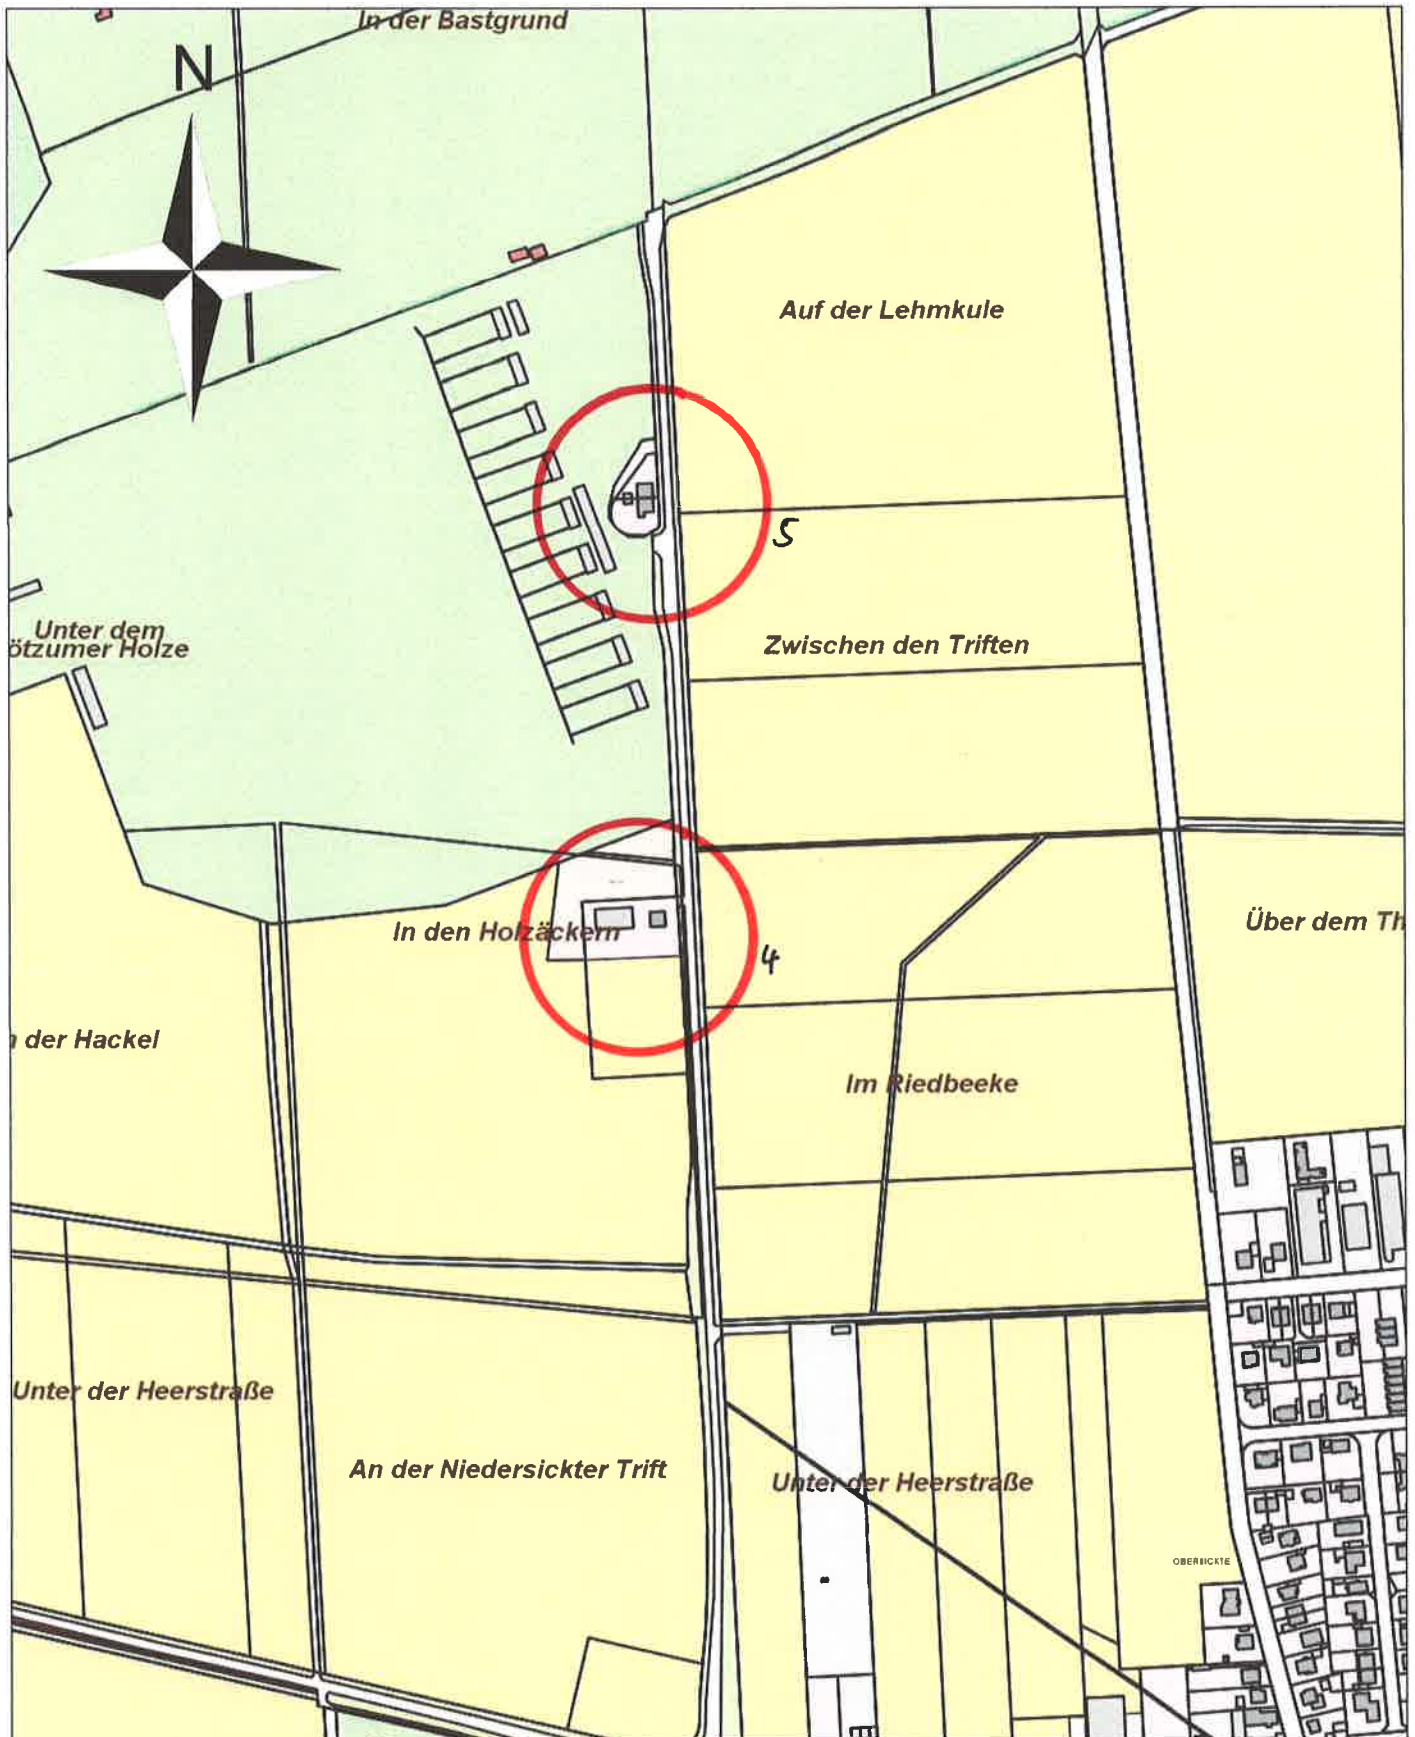 In der Bastgrund
N
Auf der Lehmkule
5
Unter dem
ötzumer Holze
Zwischen den Triften
In den Holzäckern
4
Über dem Th
der Hackel
Im Riedbeeke
Unter der Heerstraße
An der Niedersickter Trift
Unter der Heerstraße
OBERSICKTE